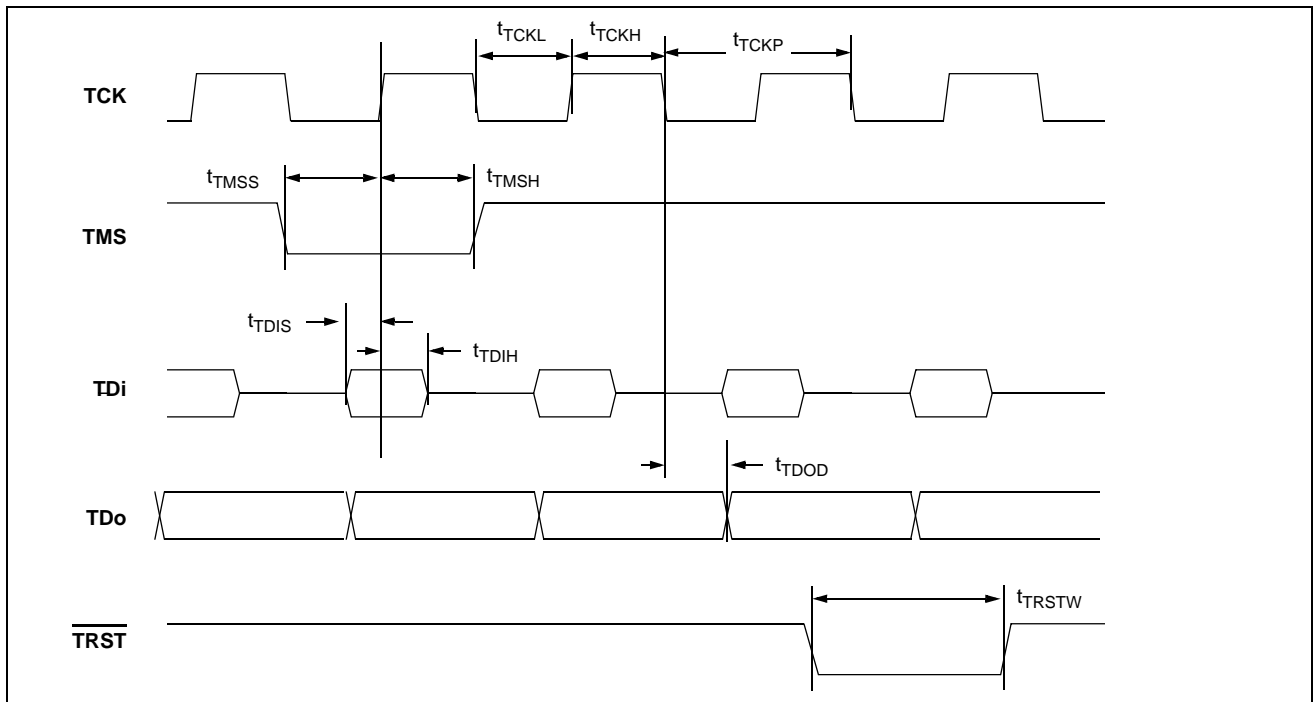 tTCKL tTCKH tTCKP
TCK
tTMSS tTMSH
TMS
tTDIS
tTDIH
TDi
tTDOD
TDo
tTRSTW
TRST